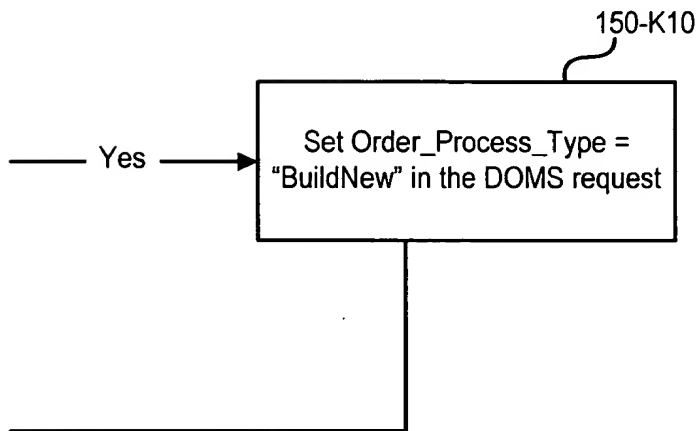 150-K10
Yes
Set Order_Process_Type =
“BuildNew” in the DOMS request